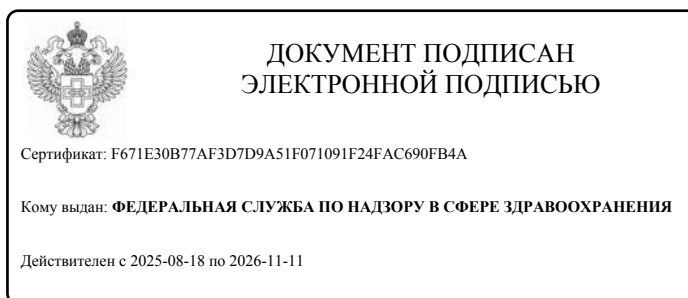 ДОКУМЕНТ ПОДПИСАН
ЭЛЕКТРОННОЙ ПОДПИСЬЮ
Сертификат: F671E30B77AF3D7D9A51F071091F24FAC690FB4A
Кому выдан: ФЕДЕРАЛЬНАЯ СЛУЖБА ПО НАДЗОРУ В СФЕРЕ ЗДРАВООХРАНЕНИЯ
Действителен с 2025-08-18 по 2026-11-11